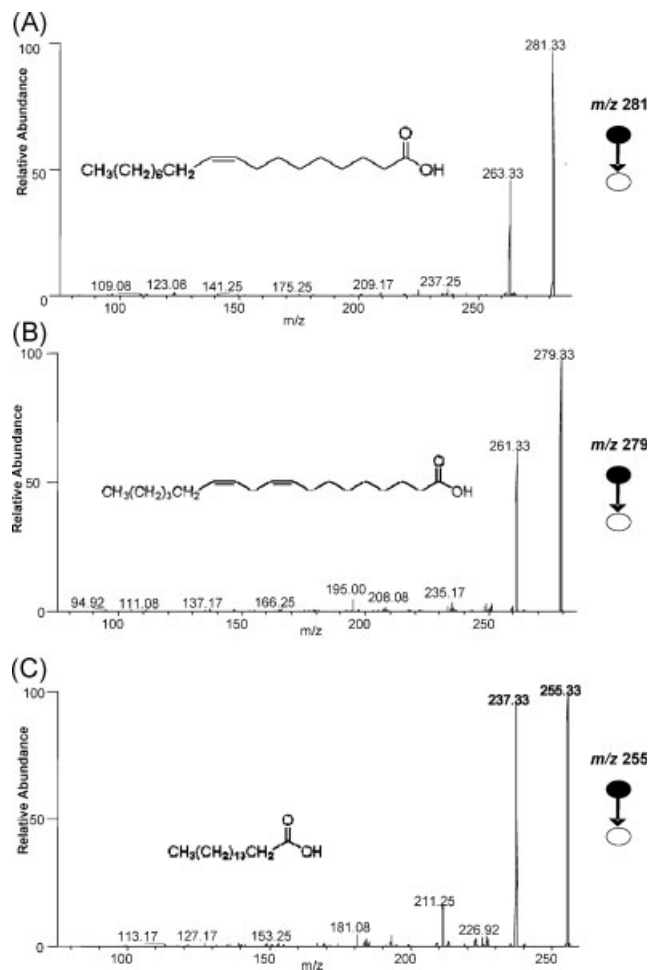 (A)
100
281.33
m/z 281
Relative Abundance
O
CH3(CH2)6CH2
OH
50
263.33
109.08
123.08
141.25
175.25
209.17
237.25
0
100
150
200
250
m/z
(B)
100
279.33
m/z 279
Relative Abundance
261.33
O
50
CH3(CH2)3CH2
OH
94.92
111.08
137.17
166.25
195.00
208.08
235.17
0
100
150
200
250
m/z
(C)
100
237.33
255.33
m/z 255
Relative Abundance
50
O
CH3(CH2)13CH2
OH
211.25
113.17
127.17
153.25
181.08
226.92
0
100
150
200
250
m/z